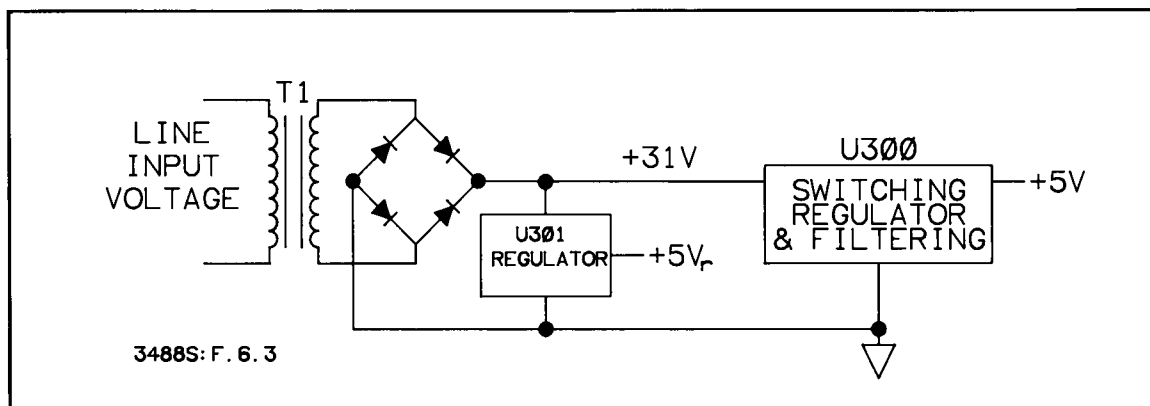 T1
LINE
INPUT
VOLTAGE
+31V
U300
SWITCHING
REGULATOR
& FILTERING
+5V
U301
REGULATOR
+5Vr
3488S: F. 6. 3